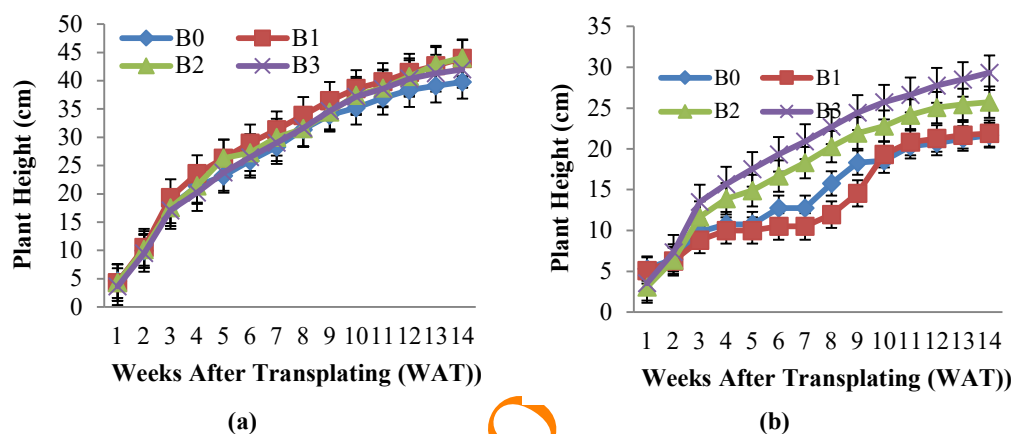 50
45
40
35
30
25
20
15
10
5
0
Plant Height (cm)
B0 B1
B2 B3
1 2 3 4 5 6 7 8 9 10 11 12 13 14
Weeks After Transplating (WAT))
(a)
35
30
25
20
15
10
5
0
Plant Height (cm)
B0 B1
B2 B3
1 2 3 4 5 6 7 8 9 10 11 12 13 14
Weeks After Transplating (WAT))
(b)